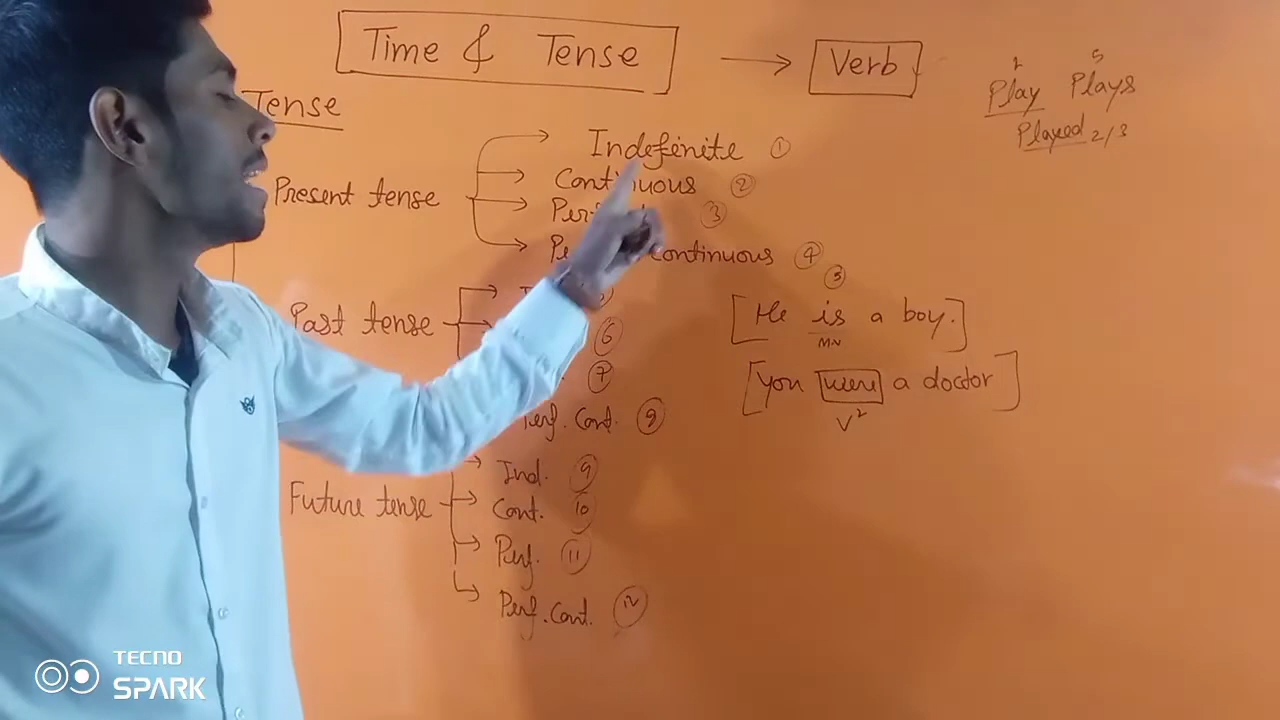 Time & Tense → Verb
1 5
Play Plays
Played 2/3
Tense
Present tense
Indefinite ①
Continuous ②
③
continuous ④
③
Past tense
⑥
⑦
Perf. Cont. ⑧
Future tense
Ind. ⑨
Cont. ⑩
Perf. ⑪
Perf. Cont. ⑫
[He is a boy.]
MV
[You were a doctor]
V²
TECNO
SPARK